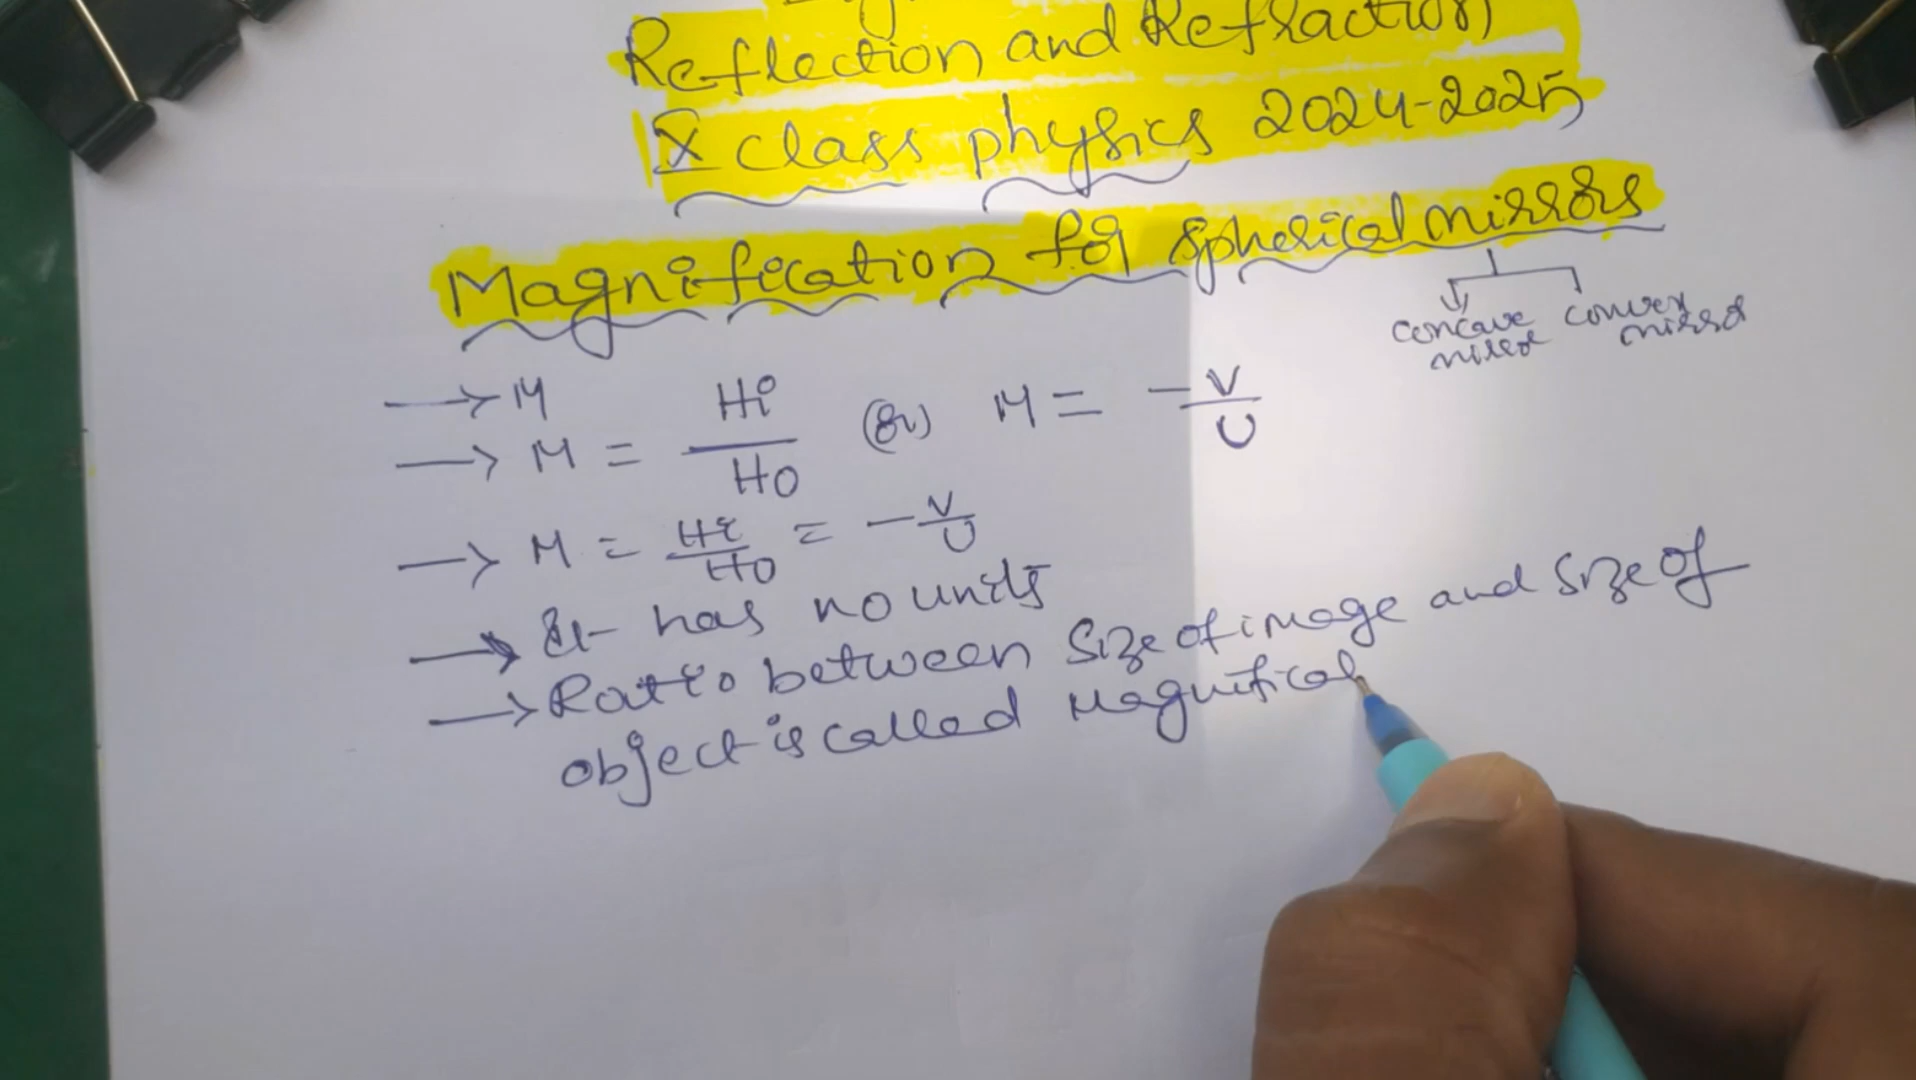 Reflection and Refraction
X class physics 2024-2025
Magnification for spherical mirrors
concave mirror convex mirror
→ M
→ M = Hi/HO (or) M = -V/U
→ M = Hi/HO = -V/U
→ It has no units
→ Ratio between Size of image and Size of
object is called Magnificat